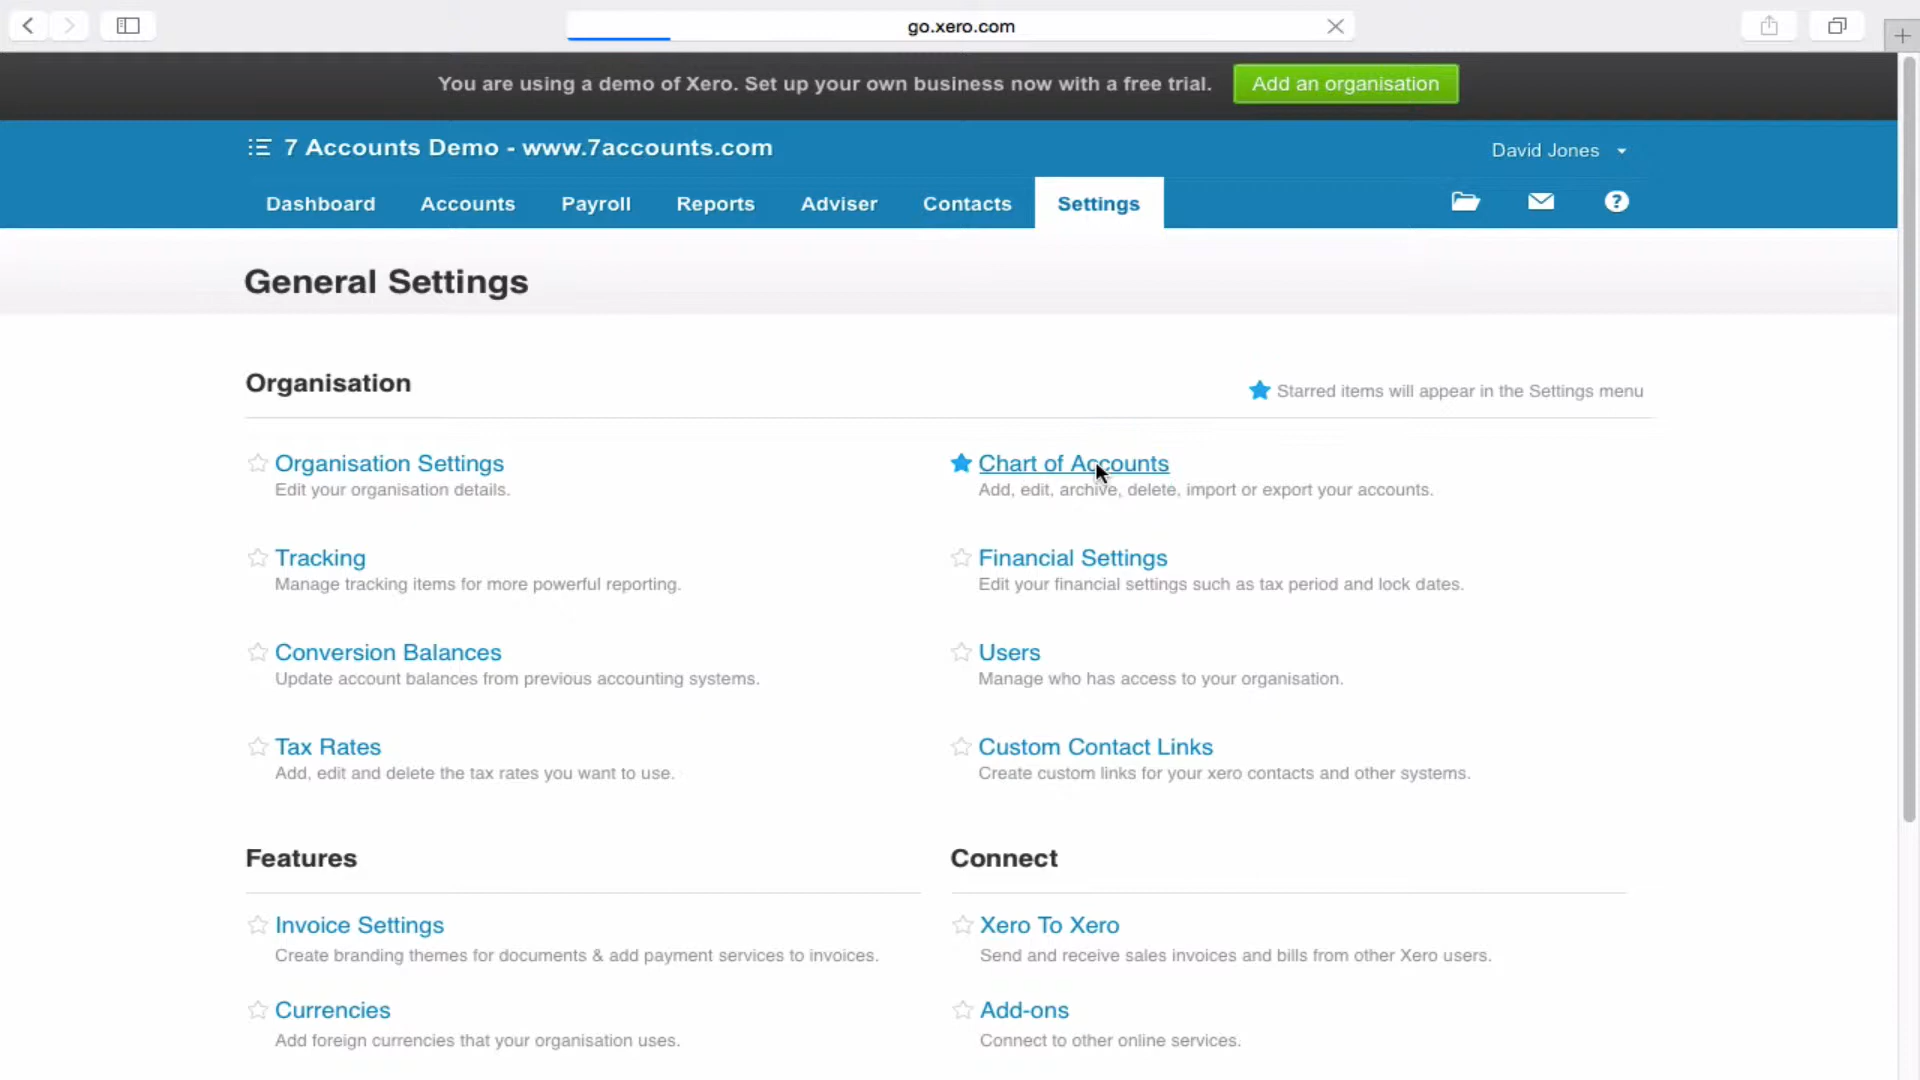 go.xero.com
You are using a demo of Xero. Set up your own business now with a free trial.
Add an organisation
7 Accounts Demo - www.7accounts.com
David Jones
Dashboard Accounts Payroll Reports Adviser Contacts Settings
General Settings
Organisation
Starred items will appear in the Settings menu
Organisation Settings
Edit your organisation details.
Chart of Accounts
Add, edit, archive, delete, import or export your accounts.
Tracking
Manage tracking items for more powerful reporting.
Financial Settings
Edit your financial settings such as tax period and lock dates.
Conversion Balances
Update account balances from previous accounting systems.
Users
Manage who has access to your organisation.
Tax Rates
Add, edit and delete the tax rates you want to use.
Custom Contact Links
Create custom links for your xero contacts and other systems.
Features
Connect
Invoice Settings
Create branding themes for documents & add payment services to invoices.
Xero To Xero
Send and receive sales invoices and bills from other Xero users.
Currencies
Add foreign currencies that your organisation uses.
Add-ons
Connect to other online services.